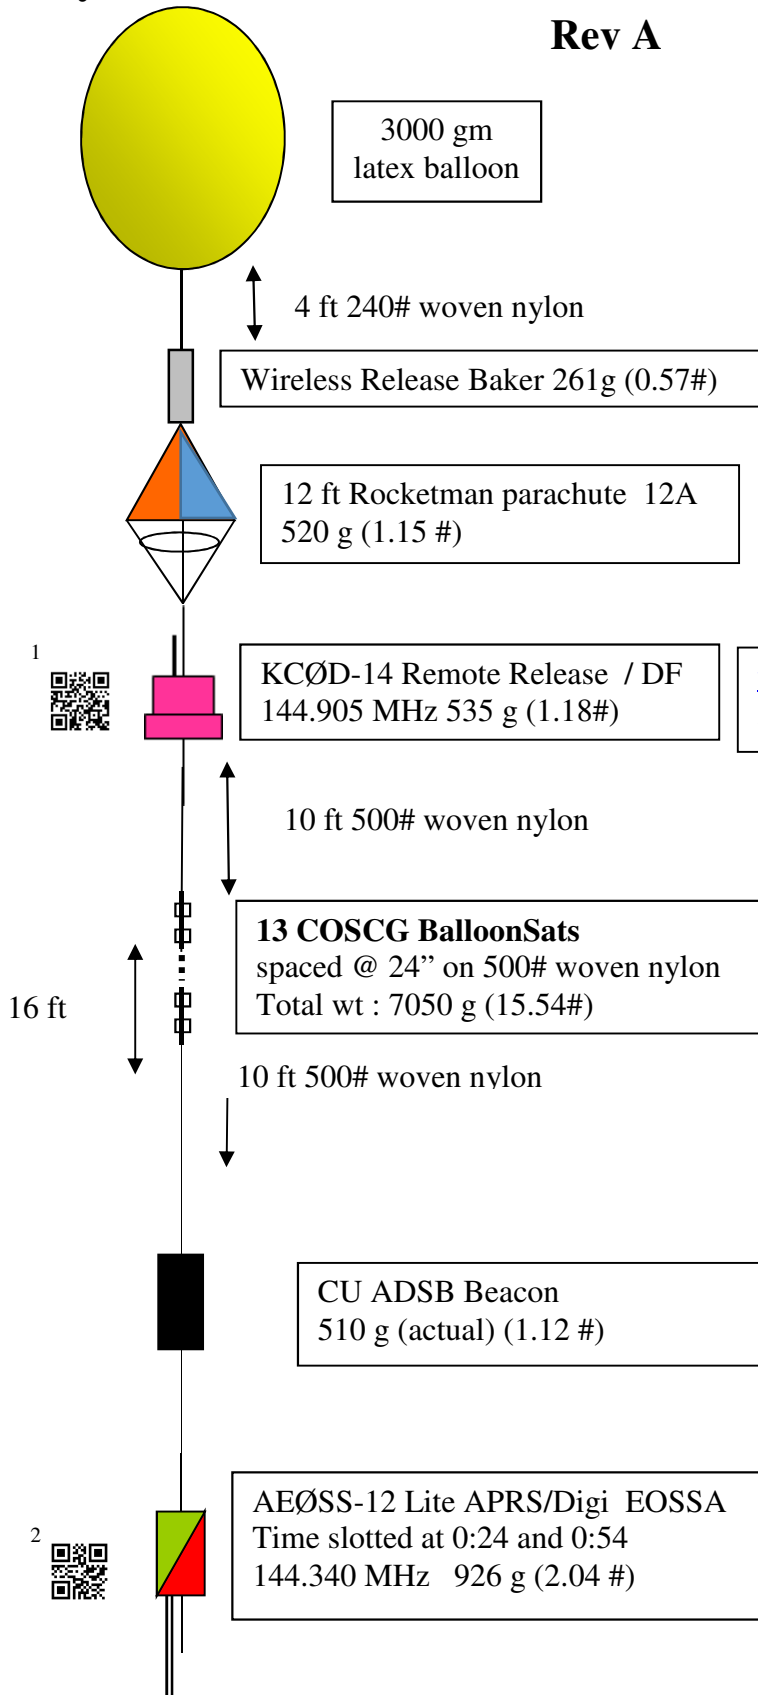 Rev A
3000 gm
latex balloon
4 ft 240# woven nylon
Wireless Release Baker 261g (0.57#)
12 ft Rocketman parachute 12A
520 g (1.15 #)
1
KCØD-14 Remote Release / DF
144.905 MHz 535 g (1.18#)
10 ft 500# woven nylon
13 COSCG BalloonSats
spaced @ 24” on 500# woven nylon
Total wt : 7050 g (15.54#)
16 ft
10 ft 500# woven nylon
CU ADSB Beacon
510 g (actual) (1.12 #)
2
AEØSS-12 Lite APRS/Digi EOSSA
Time slotted at 0:24 and 0:54
144.340 MHz 926 g (2.04 #)